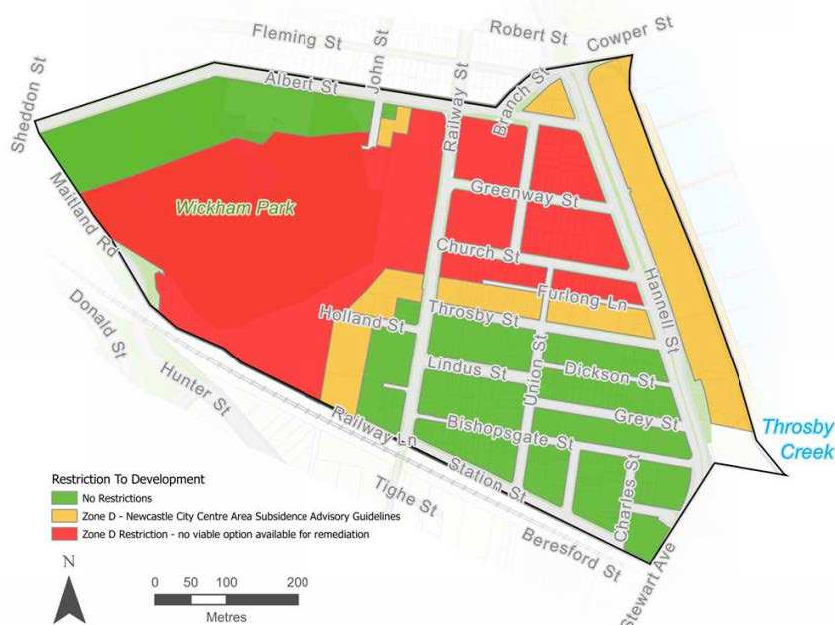 Fleming St
Robert St
Cowper St
John St
Albert St
Railway St
Branch St
Sheddon St
Wickham Park
Greenway St
Maitland Rd
Church St
Hannell St
Furlong Ln
Donald St
Holland St
Throsby St
Hunter St
Lindus St
Union St
Dickson St
Grey St
Railway Ln
Bishopsgate St
Throsby
Creek
Station St
Charles St
Tighe St
Beresford St
Stewart Ave
Restriction To Development
No Restrictions
Zone D - Newcastle City Centre Area Subsidence Advisory Guidelines
Zone D Restriction - no viable option available for remediation
N
0 50 100 200
Metres